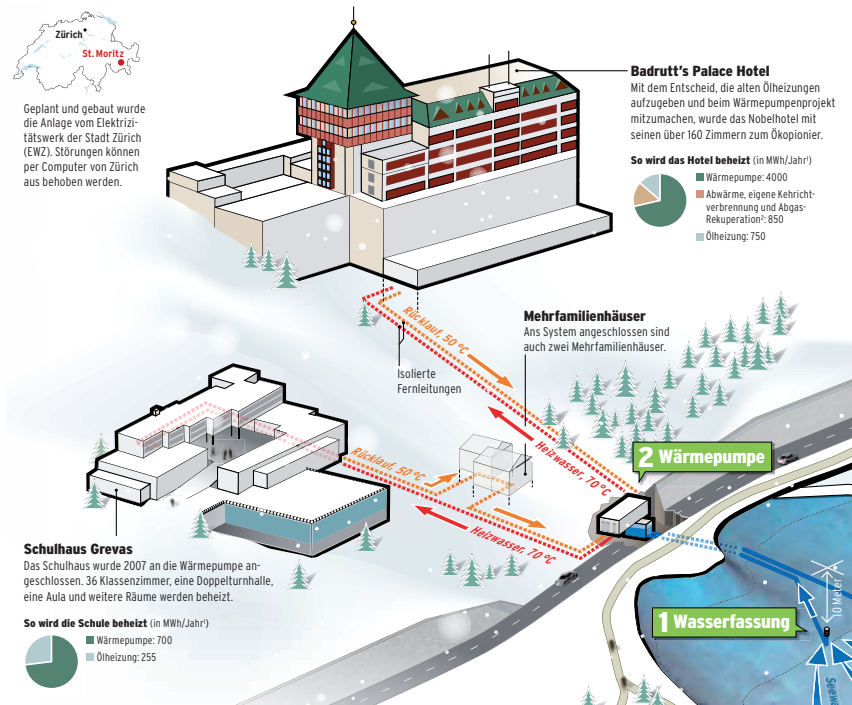 Zürich
St. Moritz
Geplant und gebaut wurde
die Anlage vom Elektrizi-
tätswerk der Stadt Zürich
(EWZ). Störungen können
per Computer von Zürich
aus behoben werden.
Badrutt's Palace Hotel
Mit dem Entscheid, die alten Ölheizungen
aufzugeben und beim Wärmepumpenprojekt
mitzumachen, wurde das Nobelhotel mit
seinen über 160 Zimmern zum Ökopionier.
So wird das Hotel beheizt (in MWh/Jahr¹)
Wärmepumpe: 4000
Abwärme, eigene Kehricht-
verbrennung und Abgas-
Rekuperation²: 850
Ölheizung: 750
Rücklauf, 50 °C
Isolierte
Fernleitungen
Mehrfamilienhäuser
Ans System angeschlossen sind
auch zwei Mehrfamilienhäuser.
Heizwasser, 70 °C
2 Wärmepumpe
Rücklauf, 50 °C
Heizwasser, 70 °C
Schulhaus Grevas
Das Schulhaus wurde 2007 an die Wärmepumpe an-
geschlossen. 36 Klassenzimmer, eine Doppelturnhalle,
eine Aula und weitere Räume werden beheizt.
So wird die Schule beheizt (in MWh/Jahr¹)
Wärmepumpe: 700
Ölheizung: 255
10 Meter
1 Wasserfassung